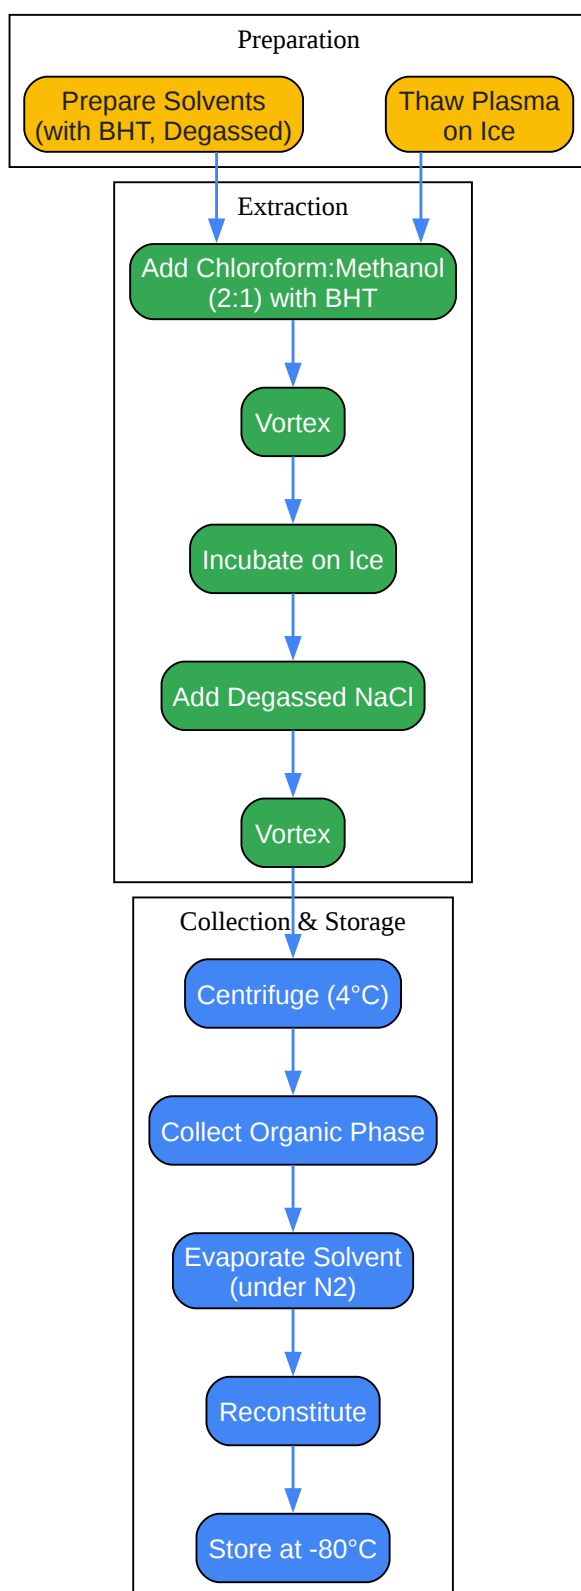 Preparation
Prepare Solvents
(with BHT, Degassed)
Thaw Plasma
on Ice
Extraction
Add Chloroform:Methanol
(2:1) with BHT
Vortex
Incubate on Ice
Add Degassed NaCl
Vortex
Collection & Storage
Centrifuge (4°C)
Collect Organic Phase
Evaporate Solvent
(under N2)
Reconstitute
Store at -80°C